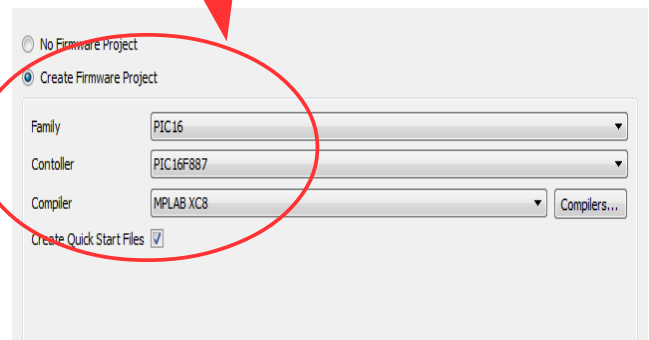 No Firmware Project
Create Firmware Project
Family PIC16
Contoller PIC16F887
Compiler MPLAB XC8 Compilers...
Create Quick Start Files